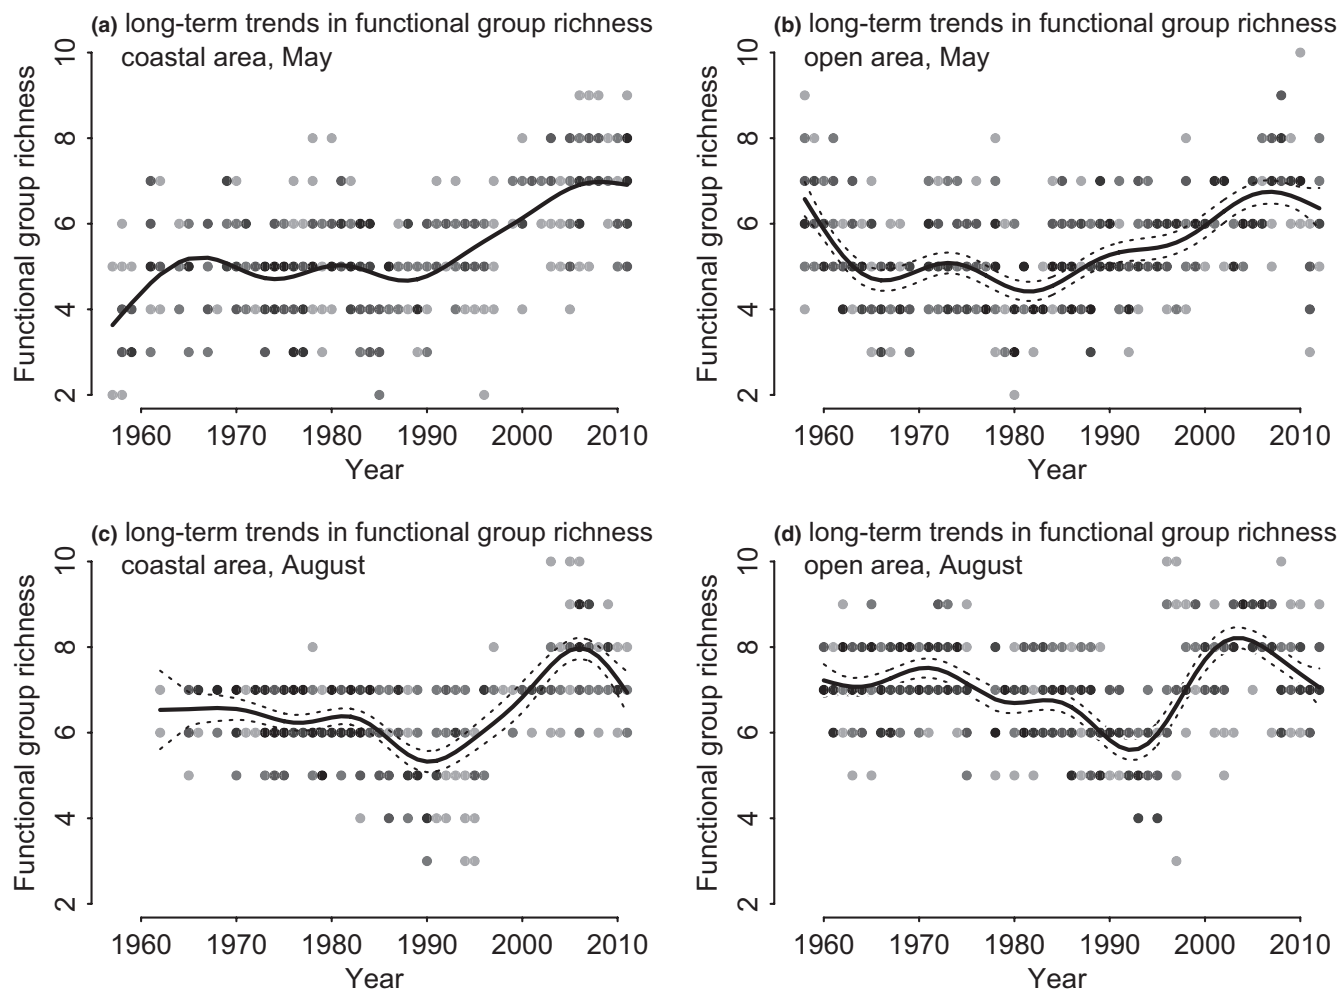 (a) long-term trends in functional group richness
coastal area, May
Functional group richness
10
8
6
4
2
1960 1970 1980 1990 2000 2010
Year
(b) long-term trends in functional group richness
open area, May
Functional group richness
10
8
6
4
2
1960 1970 1980 1990 2000 2010
Year
(c) long-term trends in functional group richness
coastal area, August
Functional group richness
10
8
6
4
2
1960 1970 1980 1990 2000 2010
Year
(d) long-term trends in functional group richness
open area, August
Functional group richness
10
8
6
4
2
1960 1970 1980 1990 2000 2010
Year